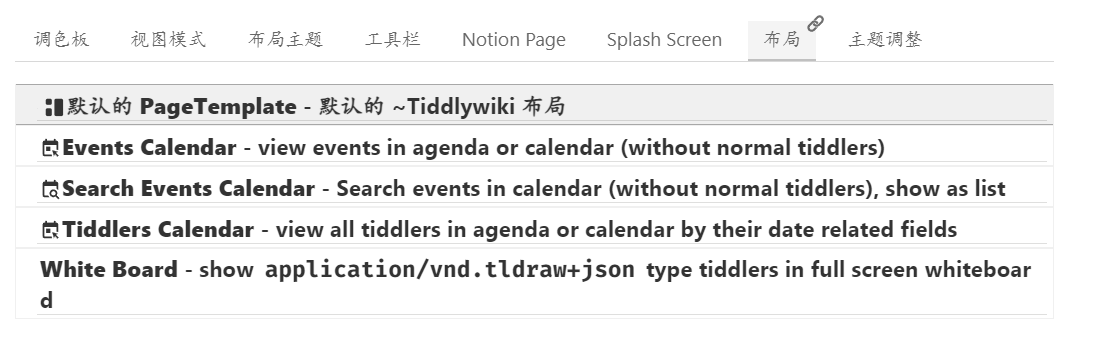 调色板 视图模式 布局主题 工具栏 Notion Page Splash Screen 布局 主题调整
默认的 PageTemplate - 默认的 ~Tiddlywiki 布局
Events Calendar - view events in agenda or calendar (without normal tiddlers)
Search Events Calendar - Search events in calendar (without normal tiddlers), show as list
Tiddlers Calendar - view all tiddlers in agenda or calendar by their date related fields
White Board - show application/vnd.tldraw+json type tiddlers in full screen whiteboar
d